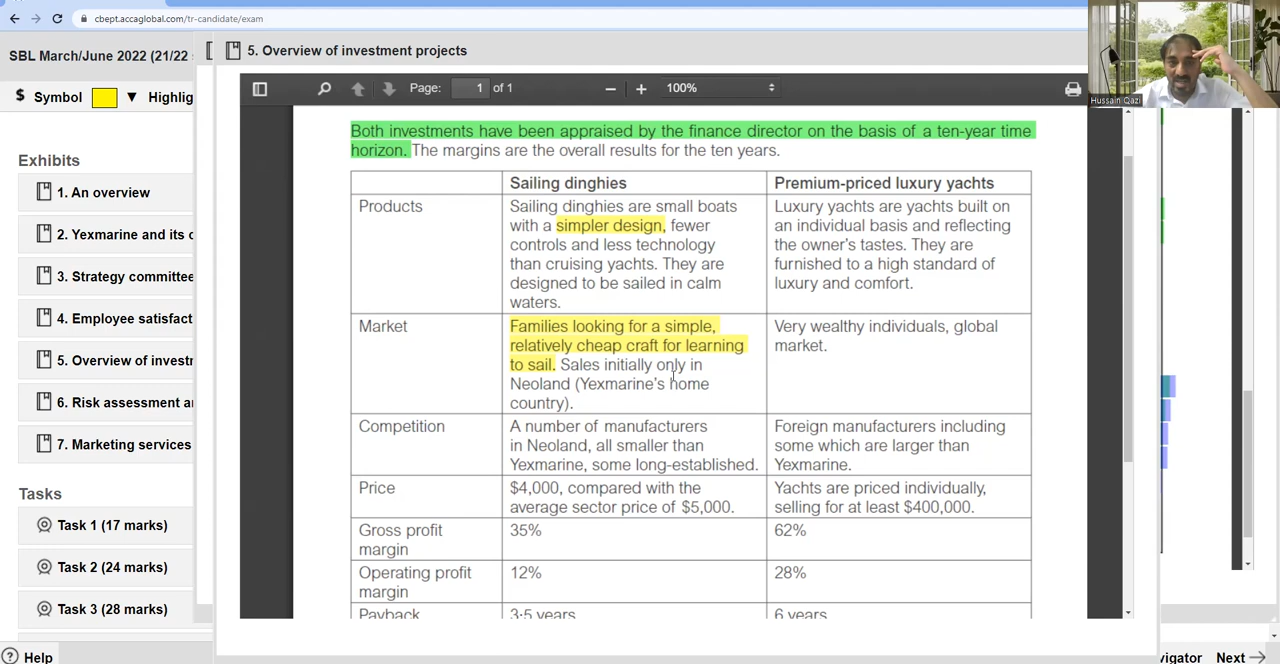 cbept.accaglobal.com/tr-candidate/exam
SBL March/June 2022 (21/22
5. Overview of investment projects
Hussain Qazi
$ Symbol
Highlig
Page: 1 of 1
100%
Exhibits
1. An overview
2. Yexmarine and its c
3. Strategy committee
4. Employee satisfact
5. Overview of investr
6. Risk assessment ar
7. Marketing services
Tasks
Task 1 (17 marks)
Task 2 (24 marks)
Task 3 (28 marks)
Help
Both investments have been appraised by the finance director on the basis of a ten-year time
horizon. The margins are the overall results for the ten years.
Sailing dinghies
Premium-priced luxury yachts
Products
Sailing dinghies are small boats
with a simpler design, fewer
controls and less technology
than cruising yachts. They are
designed to be sailed in calm
waters.
Luxury yachts are yachts built on
an individual basis and reflecting
the owner's tastes. They are
furnished to a high standard of
luxury and comfort.
Market
Families looking for a simple,
relatively cheap craft for learning
to sail. Sales initially only in
Neoland (Yexmarine's home
country).
Very wealthy individuals, global
market.
Competition
A number of manufacturers
in Neoland, all smaller than
Yexmarine, some long-established.
Foreign manufacturers including
some which are larger than
Yexmarine.
Price
$4,000, compared with the
average sector price of $5,000.
Yachts are priced individually,
selling for at least $400,000.
Gross profit
margin
35%
62%
Operating profit
margin
12%
28%
Payback
3·5 years
6 years
vigator
Next